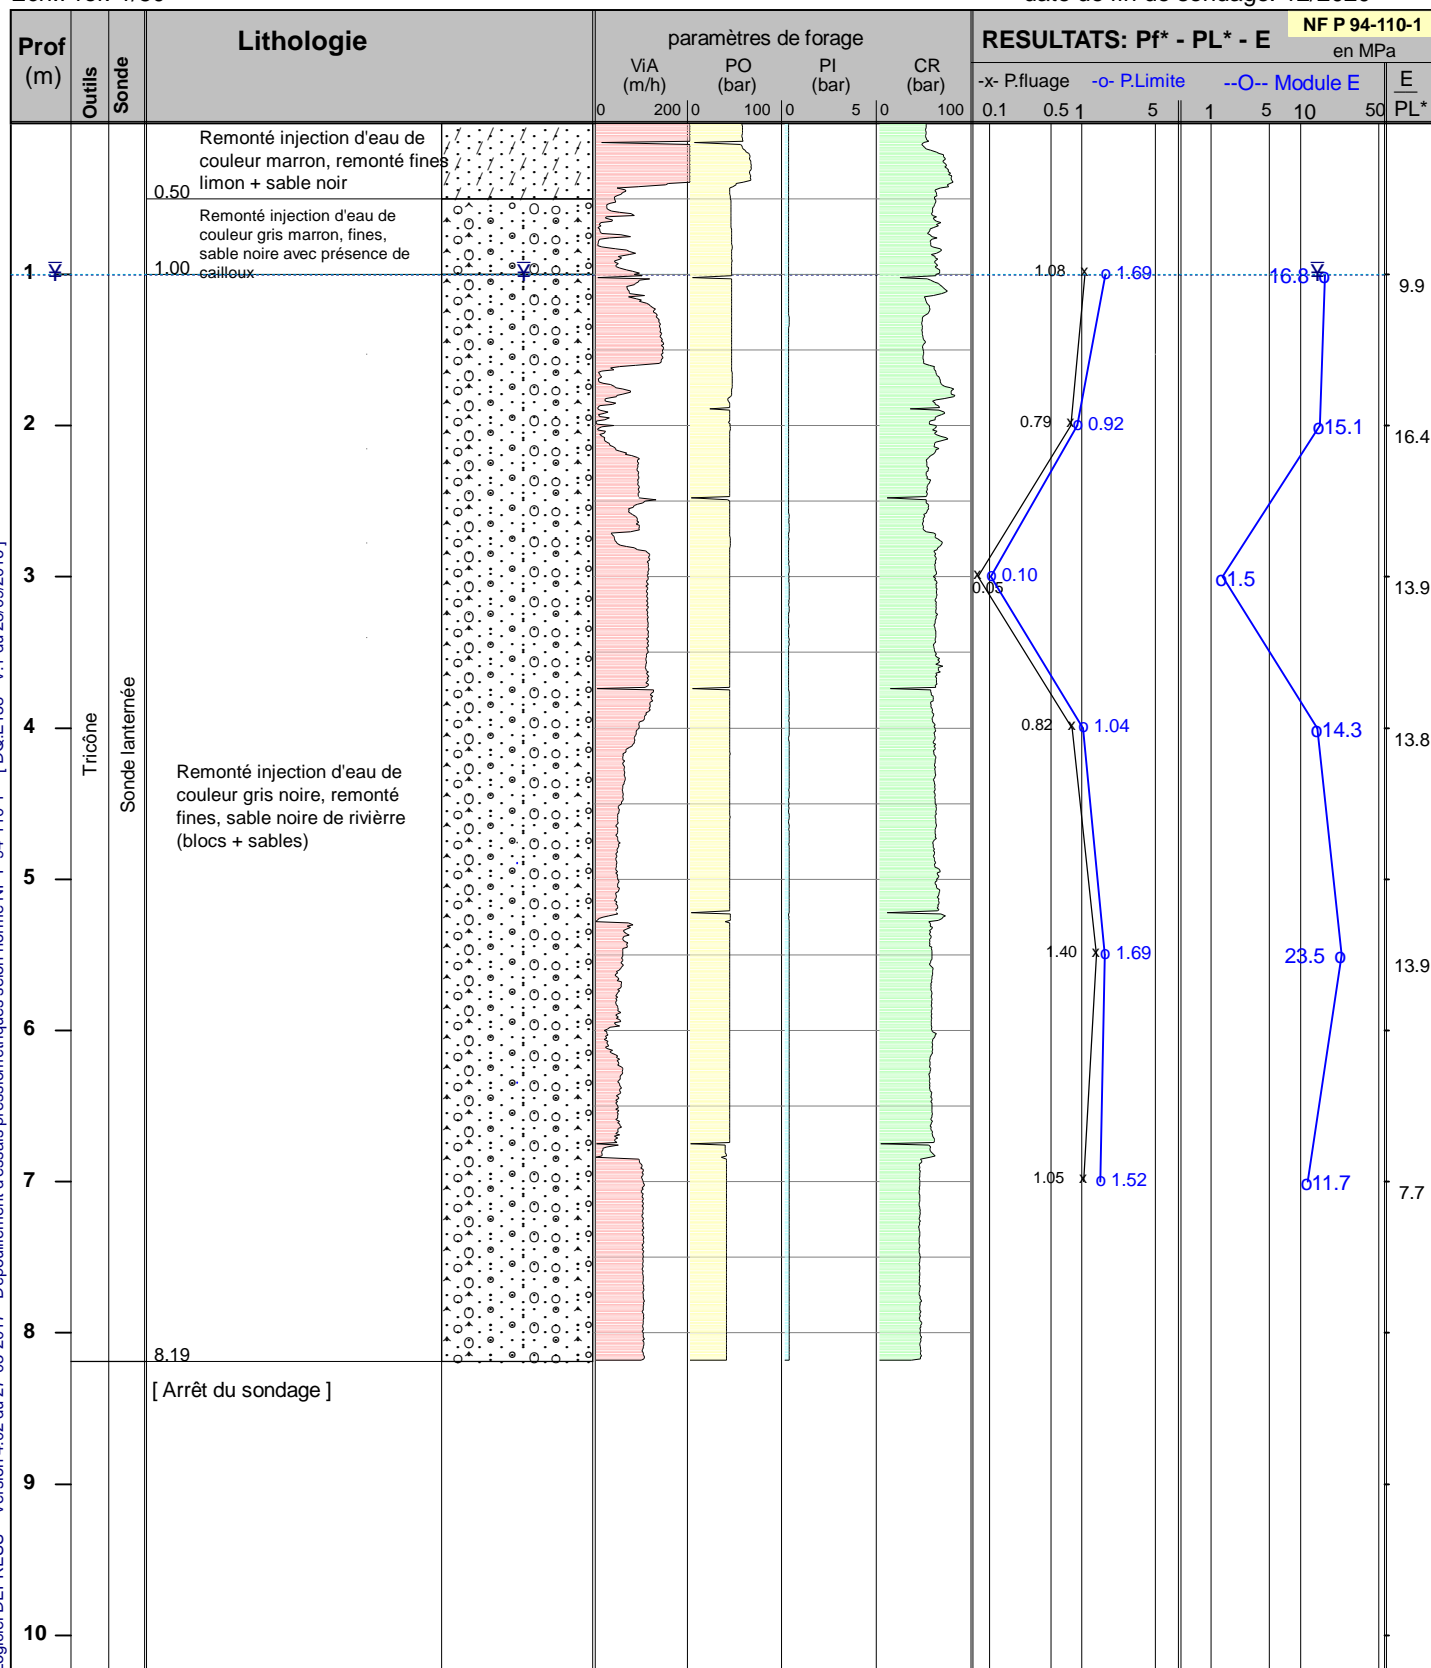 NF P 94-110-1
Prof
(m)
Outils
Sonde
Lithologie
paramètres de forage
ViA
(m/h)
PO
(bar)
PI
(bar)
CR
(bar)
0 200 0 100 0 5 0 100
RESULTATS: Pf* - PL* - E
en MPa
-x- P.fluage -o- P.Limite --O-- Module E
0.1 0.5 1 5 1 5 10 50
E
PL*
Remonté injection d'eau de
couleur marron, remonté fines
limon + sable noir
0.50
Remonté injection d'eau de
couleur gris marron, fines,
sable noire avec présence de
cailloux
1.00
1 1.08 1.69 16.8 9.9
2 0.79 0.92 15.1 16.4
3 0.05 0.10 1.5 13.9
4 0.82 1.04 14.3 13.8
Tricône
Sonde lanternée
Remonté injection d'eau de
couleur gris noire, remonté
fines, sable noire de rivièrre
(blocs + sables)
5
1.40 1.69 23.5 13.9
6
7 1.05 1.52 11.7 7.7
8
8.19
[ Arrêt du sondage ]
9
10